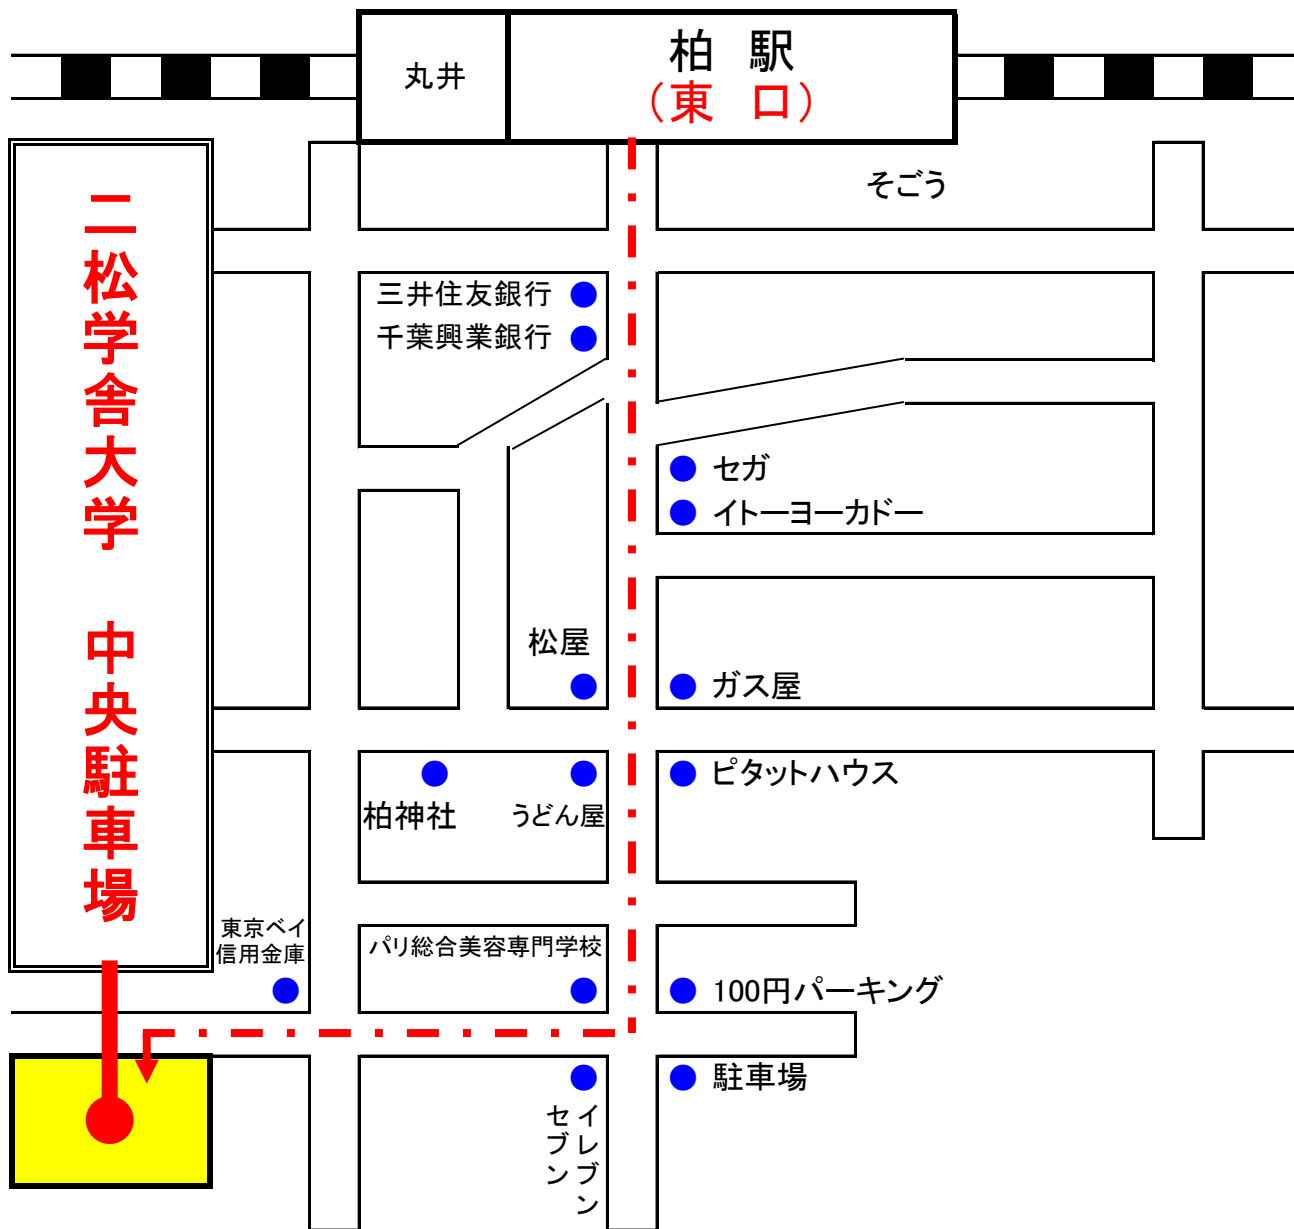 丸井
柏 駅
（東 口）
そごう
二松学舎大学 中央駐車場
三井住友銀行
千葉興業銀行
セガ
イトーヨーカドー
松屋
ガス屋
柏神社
うどん屋
ピタットハウス
東京ベイ
信用金庫
パリ総合美容専門学校
100円パーキング
駐車場
セブン
イレブン